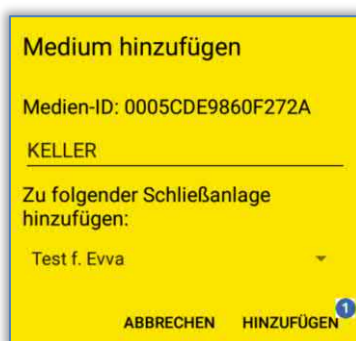 Medium hinzufügen
Medien-ID: 0005CDE9860F272A
KELLER
Zu folgender Schließanlage
hinzufügen:
Test f. Evva
ABBRECHEN HINZUFÜGEN
1